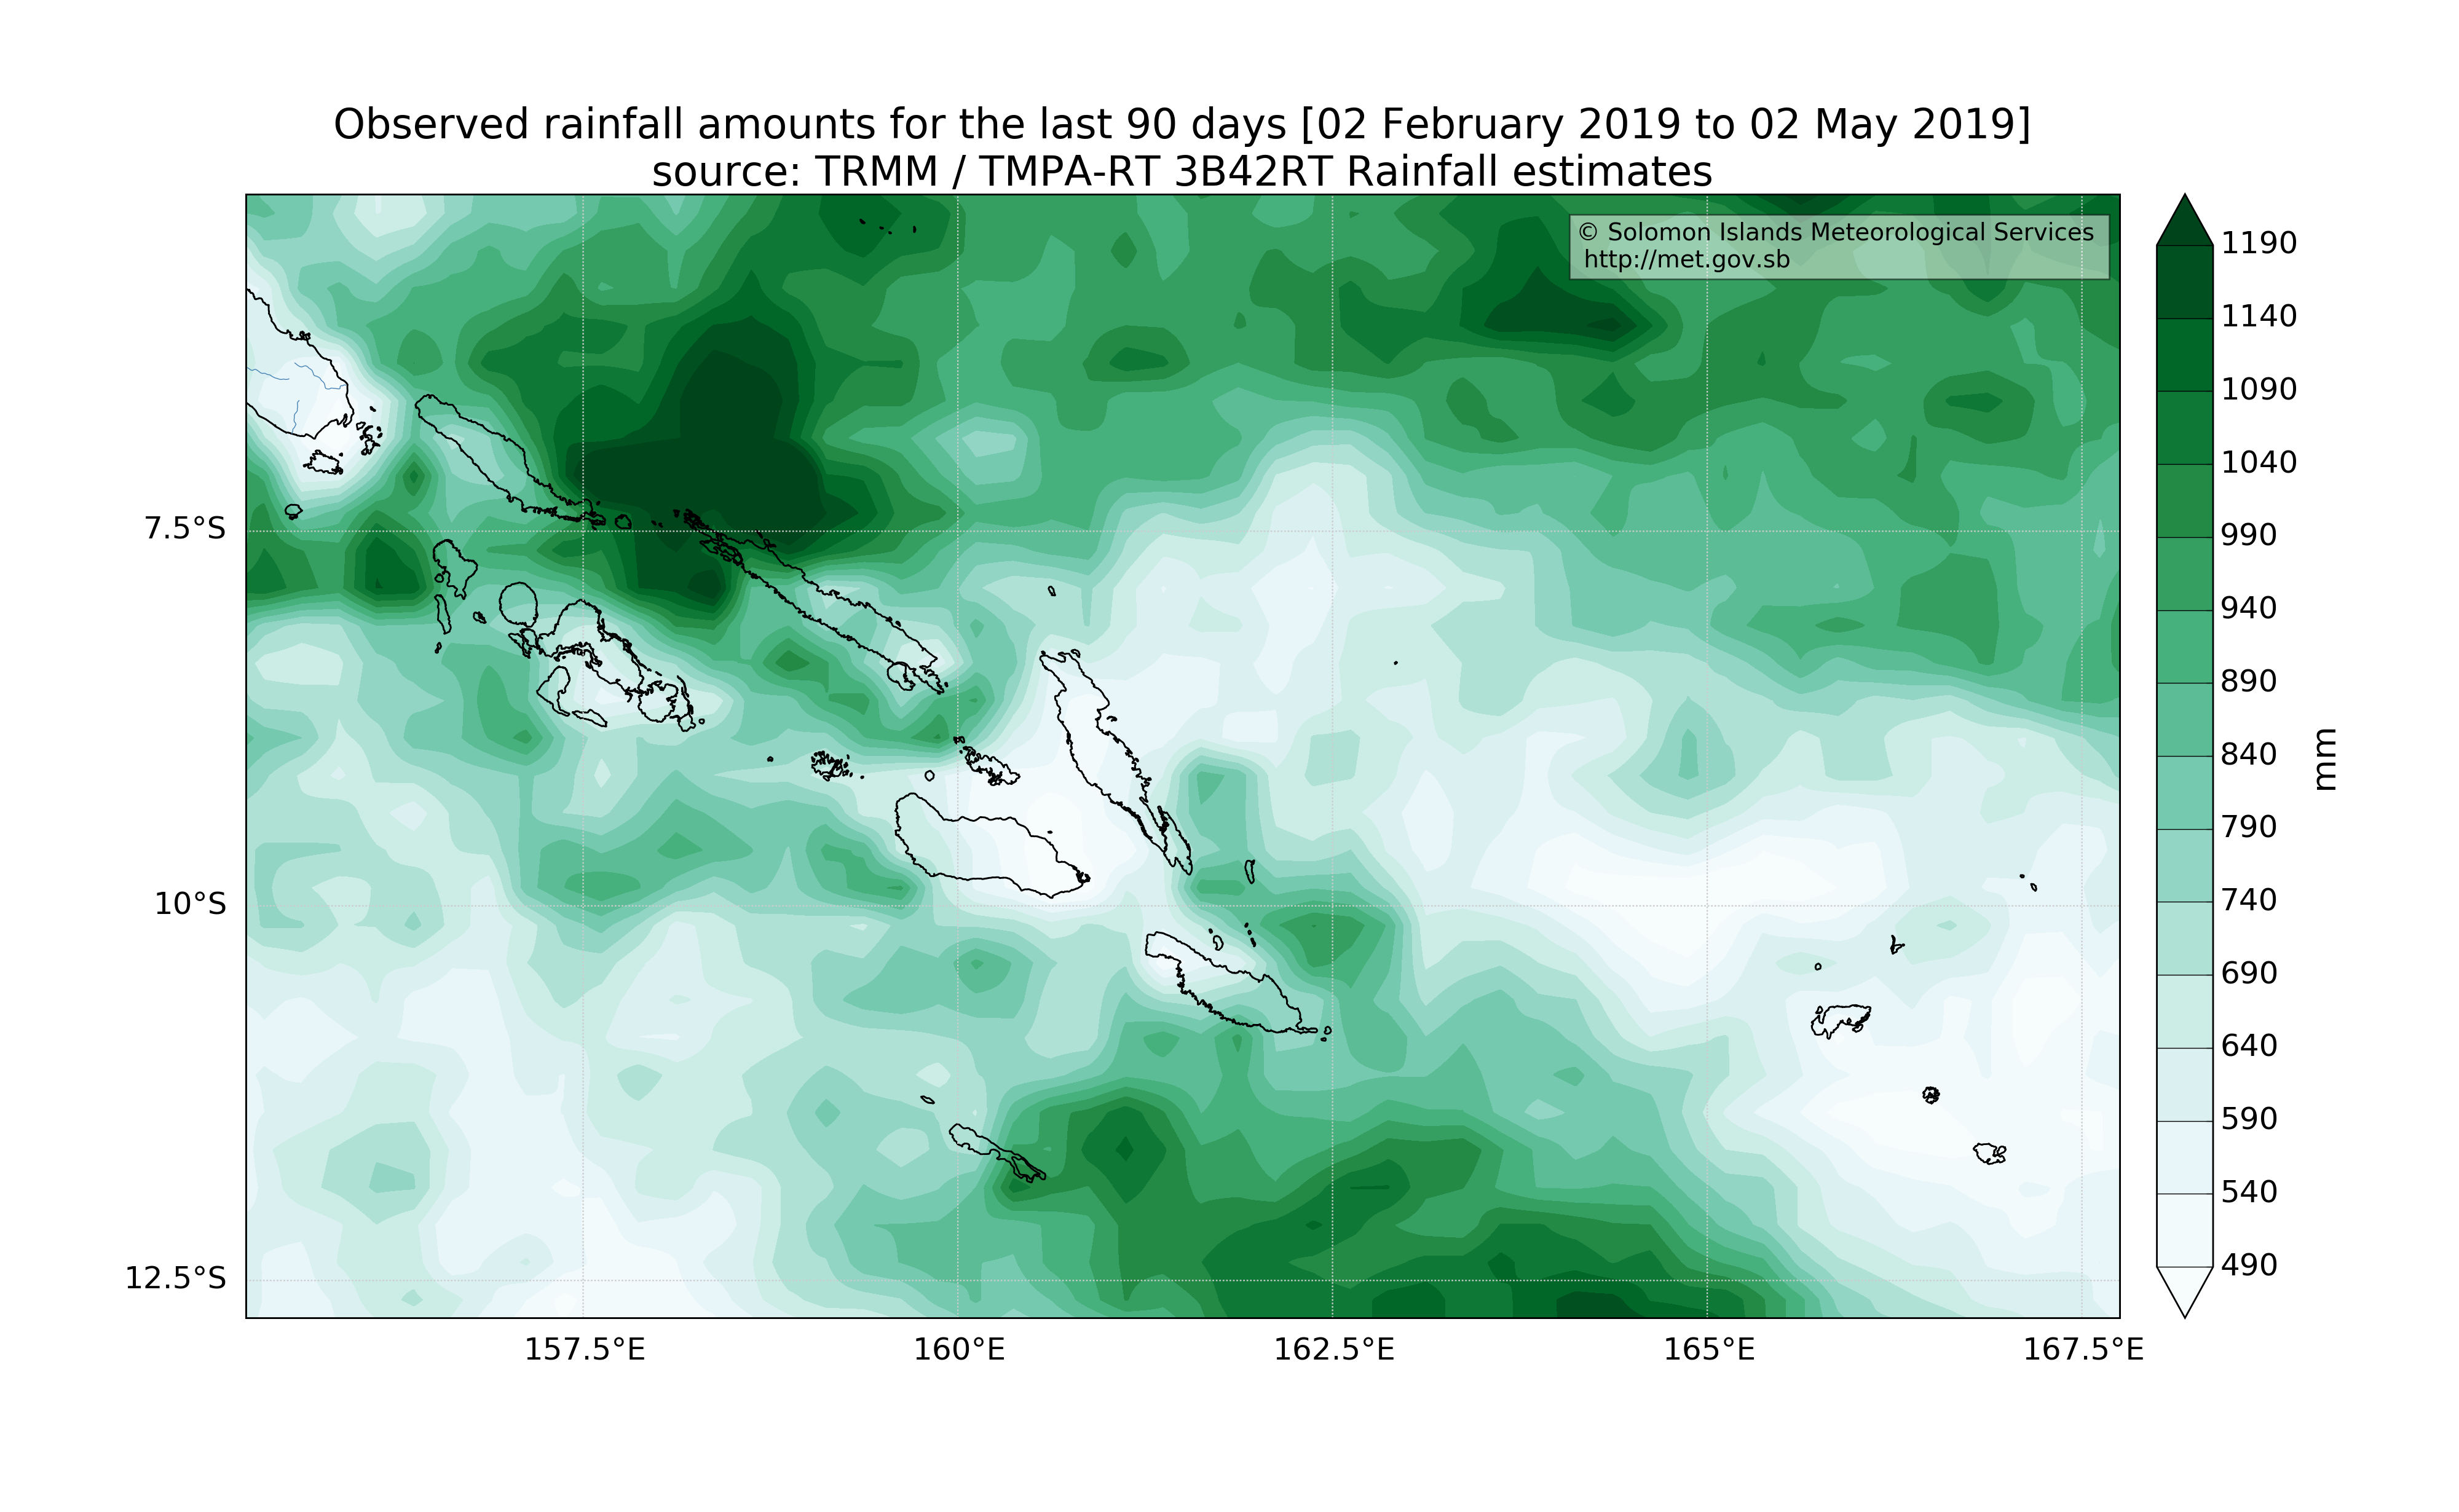 Observed rainfall amounts for the last 90 days [02 February 2019 to 02 May 2019]
source: TRMM / TMPA-RT 3B42RT Rainfall estimates
© Solomon Islands Meteorological Services
http://met.gov.sb
7.5°S
10°S
12.5°S
157.5°E
160°E
162.5°E
165°E
167.5°E
1190
1140
1090
1040
990
940
890
840
790
740
690
640
590
540
490
mm